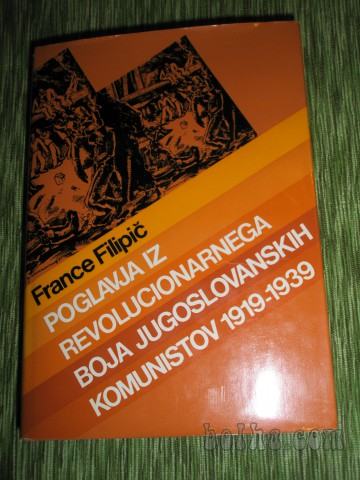 France Filipič
POGLAVJA IZ
REVOLUCIONARNEGA
BOJA JUGOSLOVANSKIH
KOMUNISTOV 1919-1939
bolha.com